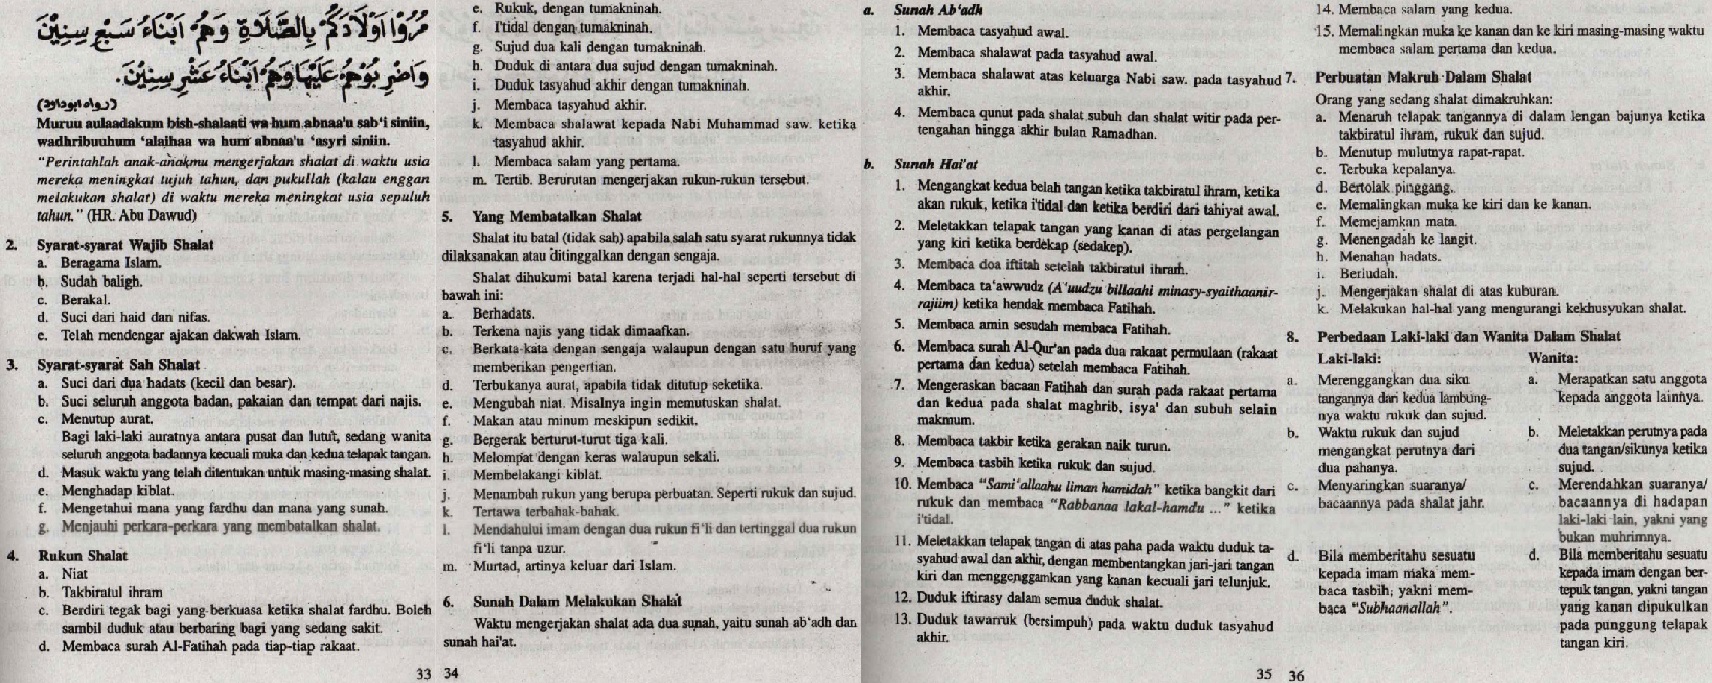 مُرُوْا اَوْلَادَكُمْ بِالصَّلَاةِ وَهُمْ اَبْنَاءُ سَبْعِ سِنِيْنَ
وَاضْرِبُوْهُمْ عَلَيْهَا وَهُمْ اَبْنَاءُ عَشْرِ سِنِيْنَ.
(رواه ابوداود)
Muruu aulaadakum bish-shalaati wa hum abnaa'u sab'i siniin,
wadhribuuhum 'alaihaa wa hum abnaa'u 'asyri siniin.
"Perintahlah anak-anakmu mengerjakan shalat di waktu usia
mereka meningkat tujuh tahun, dan pukullah (kalau enggan
melakukan shalat) di waktu mereka meningkat usia sepuluh
tahun." (HR. Abu Dawud)
2. Syarat-syarat Wajib Shalat
a. Beragama Islam.
b. Sudah baligh.
c. Berakal.
d. Suci dari haid dan nifas.
e. Telah mendengar ajakan dakwah Islam.
3. Syarat-syarat Sah Shalat
a. Suci dari dua hadats (kecil dan besar).
b. Suci seluruh anggota badan, pakaian dan tempat dari najis.
c. Menutup aurat.
Bagi laki-laki auratnya antara pusat dan lutut, sedang wanita
seluruh anggota badannya kecuali muka dan kedua telapak tangan.
d. Masuk waktu yang telah ditentukan untuk masing-masing shalat.
e. Menghadap kiblat.
f. Mengetahui mana yang fardhu dan mana yang sunah.
g. Menjauhi perkara-perkara yang membatalkan shalat.
4. Rukun Shalat
a. Niat
b. Takbiratul ihram
c. Berdiri tegak bagi yang berkuasa ketika shalat fardhu. Boleh
sambil duduk atau berbaring bagi yang sedang sakit.
d. Membaca surah Al-Fatihah pada tiap-tiap rakaat.
33
e. Rukuk, dengan tumakninah.
f. I'tidal dengan tumakninah.
g. Sujud dua kali dengan tumakninah.
h. Duduk di antara dua sujud dengan tumakninah.
i. Duduk tasyahud akhir dengan tumakninah.
j. Membaca tasyahud akhir.
k. Membaca shalawat kepada Nabi Muhammad saw. ketika
tasyahud akhir.
l. Membaca salam yang pertama.
m. Tertib. Berurutan mengerjakan rukun-rukun tersebut.
5. Yang Membatalkan Shalat
Shalat itu batal (tidak sah) apabila salah satu syarat rukunnya tidak
dilaksanakan atau ditinggalkan dengan sengaja.
Shalat dihukumi batal karena terjadi hal-hal seperti tersebut di
bawah ini:
a. Berhadats.
b. Terkena najis yang tidak dimaafkan.
c. Berkata-kata dengan sengaja walaupun dengan satu huruf yang
memberikan pengertian.
d. Terbukanya aurat, apabila tidak ditutup seketika.
e. Mengubah niat. Misalnya ingin memutuskan shalat.
f. Makan atau minum meskipun sedikit.
g. Bergerak berturut-turut tiga kali.
h. Melompat dengan keras walaupun sekali.
i. Membelakangi kiblat.
j. Menambah rukun yang berupa perbuatan. Seperti rukuk dan sujud.
k. Tertawa terbahak-bahak.
l. Mendahului imam dengan dua rukun fi'li dan tertinggal dua rukun
fi'li tanpa uzur.
m. Murtad, artinya keluar dari Islam.
6. Sunah Dalam Melakukan Shalat
Waktu mengerjakan shalat ada dua sunah, yaitu sunah ab'adh dan
sunah hai'at.
34
a. Sunah Ab'adh
1. Membaca tasyahud awal.
2. Membaca shalawat pada tasyahud awal.
3. Membaca shalawat atas keluarga Nabi saw. pada tasyahud
akhir.
4. Membaca qunut pada shalat subuh dan shalat witir pada per-
tengahan hingga akhir bulan Ramadhan.
b. Sunah Hai'at
1. Mengangkat kedua belah tangan ketika takbiratul ihram, ketika
akan rukuk, ketika i'tidal dan ketika berdiri dari tahiyat awal.
2. Meletakkan telapak tangan yang kanan di atas pergelangan
yang kiri ketika berdekap (sedakep).
3. Membaca doa iftitah setelah takbiratul ihram.
4. Membaca ta'awwudz (A'uudzu billaahi minasy-syaithaanir-
rajiim) ketika hendak membaca Fatihah.
5. Membaca amin sesudah membaca Fatihah.
6. Membaca surah Al-Qur'an pada dua rakaat permulaan (rakaat
pertama dan kedua) setelah membaca Fatihah.
7. Mengeraskan bacaan Fatihah dan surah pada rakaat pertama
dan kedua pada shalat maghrib, isya' dan subuh selain
makmum.
8. Membaca takbir ketika gerakan naik turun.
9. Membaca tasbih ketika rukuk dan sujud.
10. Membaca "Sami'allaahu liman hamidah" ketika bangkit dari
rukuk dan membaca "Rabbanaa lakal-hamdu ..." ketika
i'tidal.
11. Meletakkan telapak tangan di atas paha pada waktu duduk ta-
syahud awal dan akhir, dengan membentangkan jari-jari tangan
kiri dan menggenggamkan yang kanan kecuali jari telunjuk.
12. Duduk iftirasy dalam semua duduk shalat.
13. Duduk tawarruk (bersimpuh) pada waktu duduk tasyahud
akhir.
35
14. Membaca salam yang kedua.
15. Memalingkan muka ke kanan dan ke kiri masing-masing waktu
membaca salam pertama dan kedua.
7. Perbuatan Makruh Dalam Shalat
Orang yang sedang shalat dimakruhkan:
a. Menaruh telapak tangannya di dalam lengan bajunya ketika
takbiratul ihram, rukuk dan sujud.
b. Menutup mulutnya rapat-rapat.
c. Terbuka kepalanya.
d. Bertolak pinggang.
e. Memalingkan muka ke kiri dan ke kanan.
f. Memejamkan mata.
g. Menengadah ke langit.
h. Menahan hadats.
i. Berludah.
j. Mengerjakan shalat di atas kuburan.
k. Melakukan hal-hal yang mengurangi kekhusyukan shalat.
8. Perbedaan Laki-laki dan Wanita Dalam Shalat
Laki-laki:
a. Merenggangkan dua siku
tangannya dari kedua lambung-
nya waktu rukuk dan sujud.
b. Waktu rukuk dan sujud
mengangkat perutnya dari
dua pahanya.
c. Menyaringkan suaranya/
bacaannya pada shalat jahr.
d. Bila memberitahu sesuatu
kepada imam maka mem-
baca tasbih; yakni mem-
baca "Subhaanallah".
Wanita:
a. Merapatkan satu anggota
kepada anggota lainnya.
b. Meletakkan perutnya pada
dua tangan/sikunya ketika
sujud.
c. Merendahkan suaranya/
bacaannya di hadapan
laki-laki lain, yakni yang
bukan muhrimnya.
d. Bila memberitahu sesuatu
kepada imam dengan ber-
tepuk tangan, yakni tangan
yang kanan dipukulkan
pada punggung telapak
tangan kiri.
36